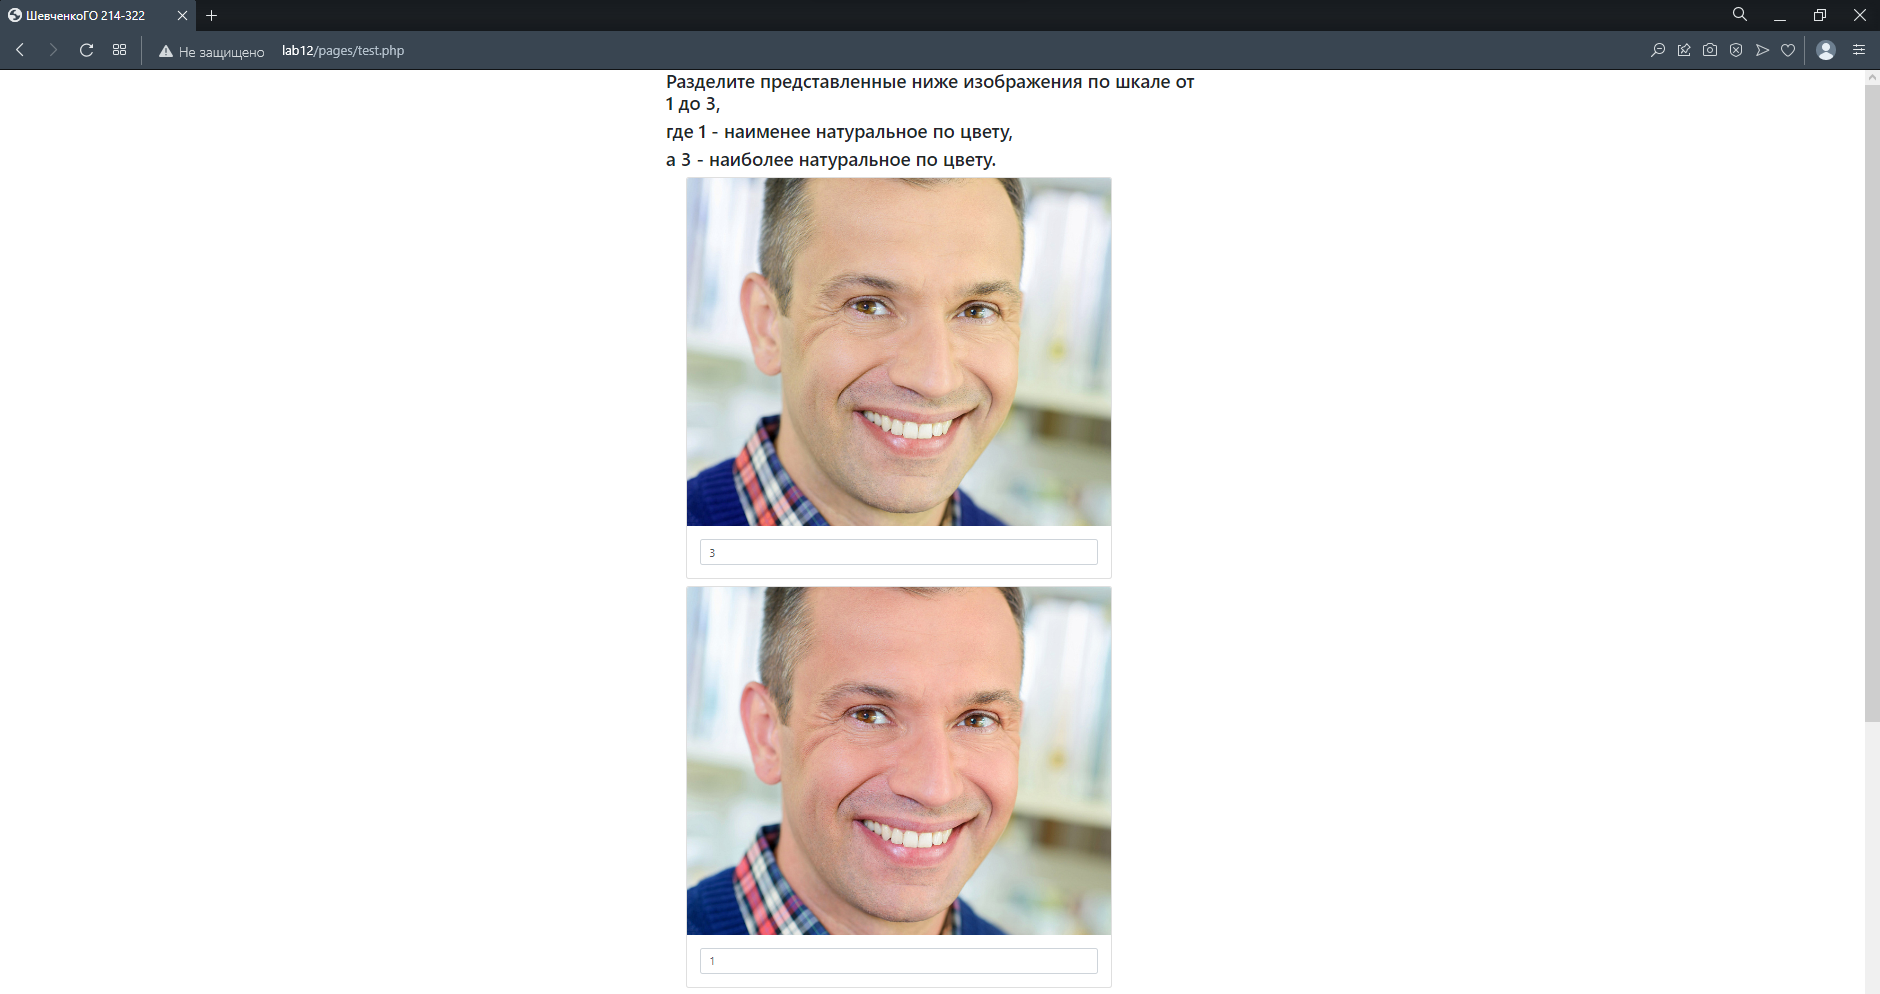 ШевченкоГО 214-322
Не защищено lab12/pages/test.php
Разделите представленные ниже изображения по шкале от
1 до 3,
где 1 - наименее натуральное по цвету,
а 3 - наиболее натуральное по цвету.
3
1